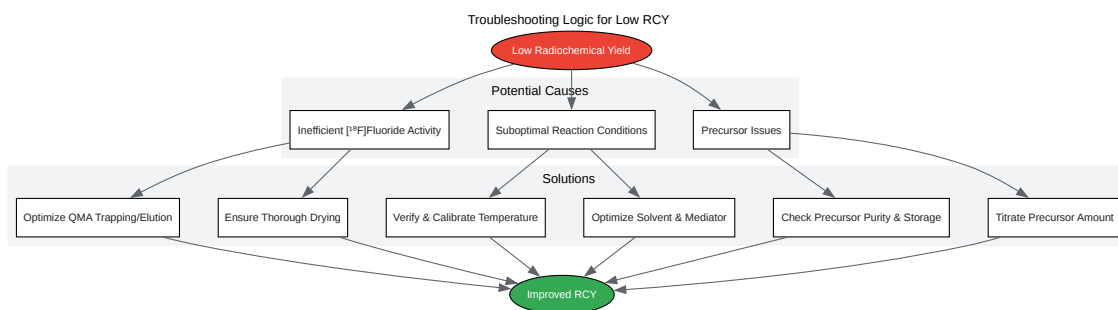 Troubleshooting Logic for Low RCY
Low Radiochemical Yield
Potential Causes
Inefficient [¹⁸F]Fluoride Activity
Suboptimal Reaction Conditions
Precursor Issues
Solutions
Optimize QMA Trapping/Elution
Ensure Thorough Drying
Verify & Calibrate Temperature
Optimize Solvent & Mediator
Check Precursor Purity & Storage
Titrate Precursor Amount
Improved RCY